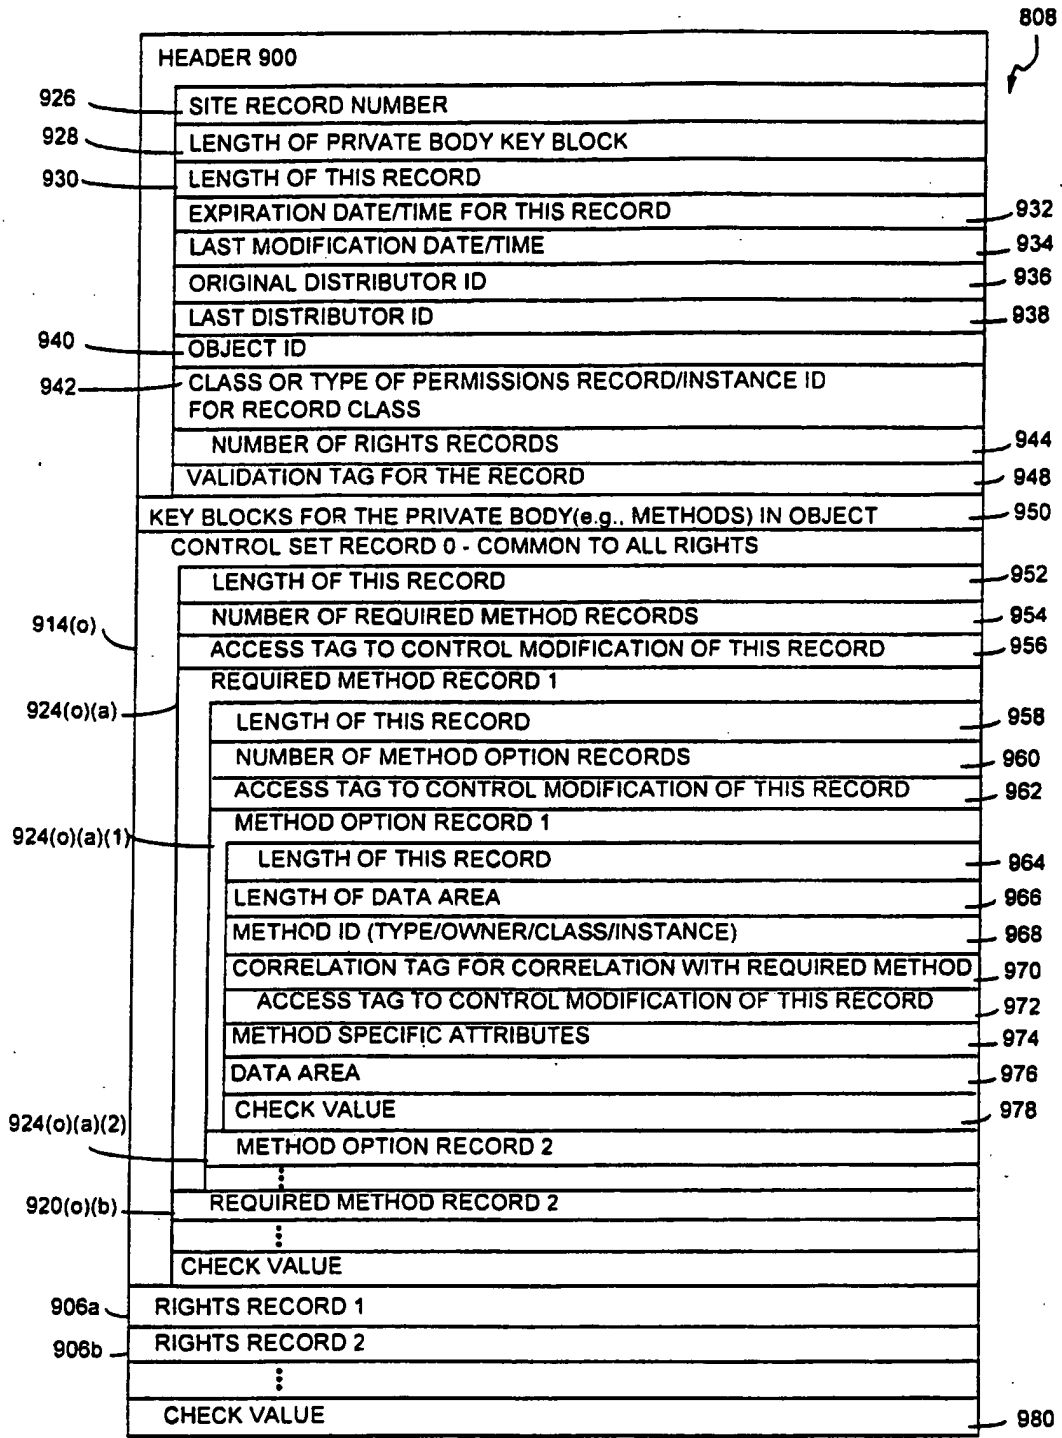 808
HEADER 900
926 SITE RECORD NUMBER
928 LENGTH OF PRIVATE BODY KEY BLOCK
930 LENGTH OF THIS RECORD
EXPIRATION DATE/TIME FOR THIS RECORD 932
LAST MODIFICATION DATE/TIME 934
ORIGINAL DISTRIBUTOR ID 936
LAST DISTRIBUTOR ID 938
940 OBJECT ID
942 CLASS OR TYPE OF PERMISSIONS RECORD/INSTANCE ID
FOR RECORD CLASS
NUMBER OF RIGHTS RECORDS 944
VALIDATION TAG FOR THE RECORD 948
KEY BLOCKS FOR THE PRIVATE BODY(e.g., METHODS) IN OBJECT 950
CONTROL SET RECORD 0 - COMMON TO ALL RIGHTS
LENGTH OF THIS RECORD 952
NUMBER OF REQUIRED METHOD RECORDS 954
914(o)
ACCESS TAG TO CONTROL MODIFICATION OF THIS RECORD 956
REQUIRED METHOD RECORD 1
924(o)(a)
LENGTH OF THIS RECORD 958
NUMBER OF METHOD OPTION RECORDS 960
ACCESS TAG TO CONTROL MODIFICATION OF THIS RECORD 962
924(o)(a)(1) METHOD OPTION RECORD 1
LENGTH OF THIS RECORD 964
LENGTH OF DATA AREA 966
METHOD ID (TYPE/OWNER/CLASS/INSTANCE) 968
CORRELATION TAG FOR CORRELATION WITH REQUIRED METHOD 970
ACCESS TAG TO CONTROL MODIFICATION OF THIS RECORD 972
METHOD SPECIFIC ATTRIBUTES 974
DATA AREA 976
CHECK VALUE 978
924(o)(a)(2) METHOD OPTION RECORD 2
920(o)(b) REQUIRED METHOD RECORD 2
CHECK VALUE
906a RIGHTS RECORD 1
906b RIGHTS RECORD 2
CHECK VALUE 980